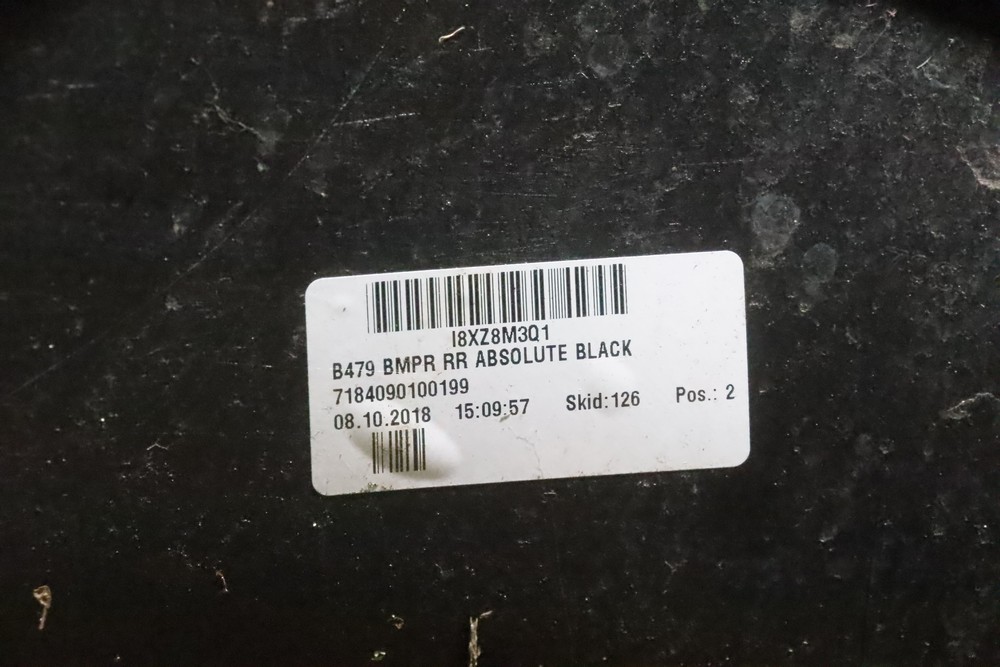 I8XZ8M3Q1
B479 BMPR RR ABSOLUTE BLACK
7184090100199
08.10.2018 15:09:57 Skid:126 Pos.: 2